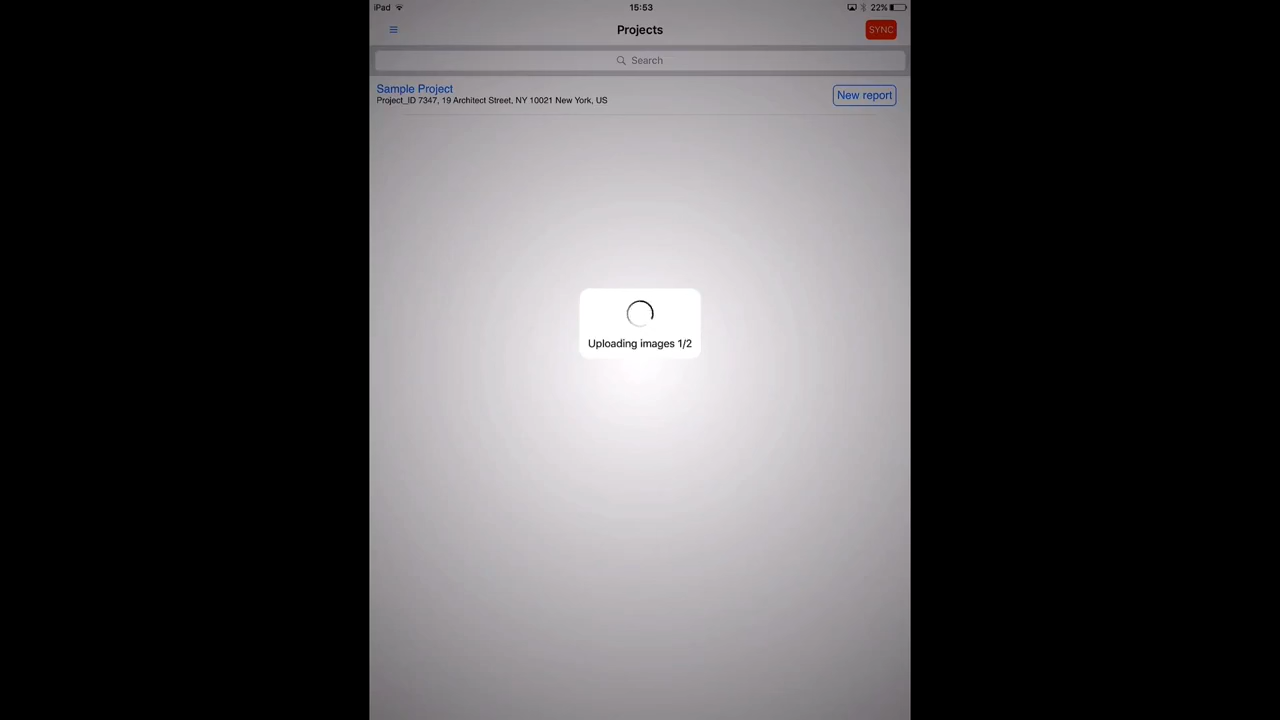 iPad 15:53 22%
Projects
SYNC
Search
Sample Project
Project_ID 7347, 19 Architect Street, NY 10021 New York, US
New report
Uploading images 1/2